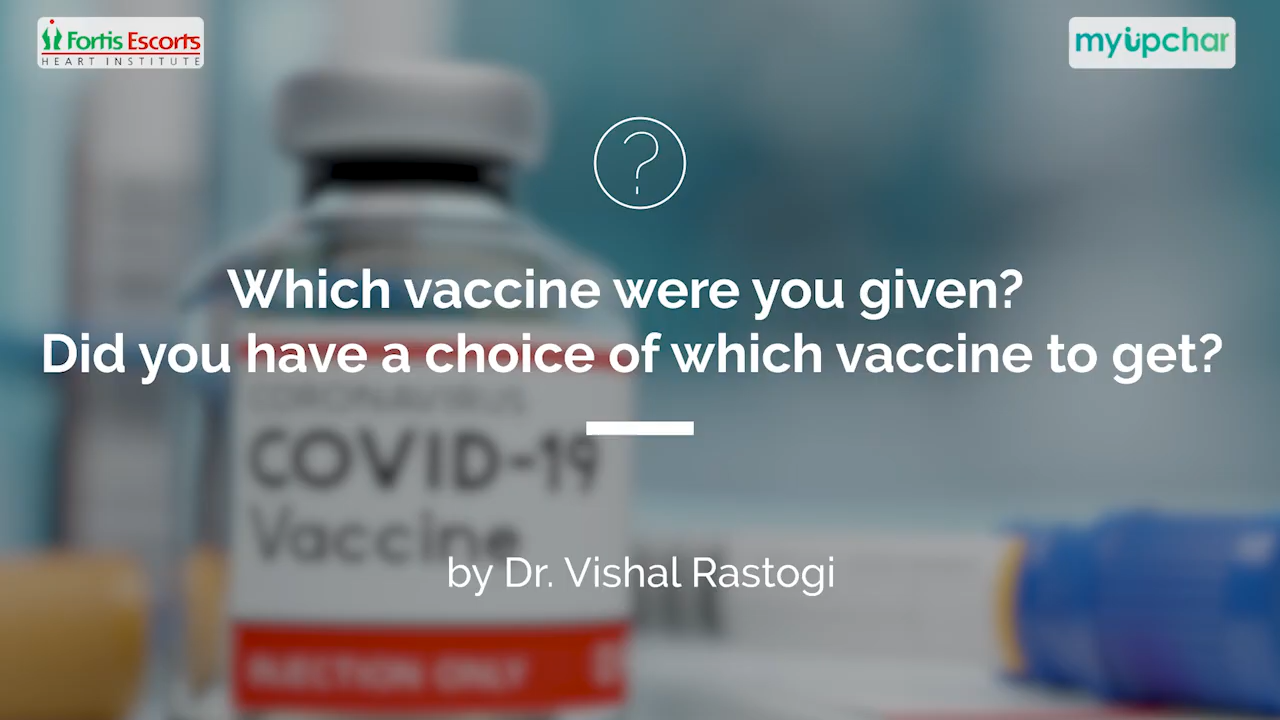 Fortis Escorts
HEART INSTITUTE
myUpchar
?
Which vaccine were you given?
Did you have a choice of which vaccine to get?
CORONAVIRUS
COVID-19
Vaccine
by Dr. Vishal Rastogi
INJECTION ONLY